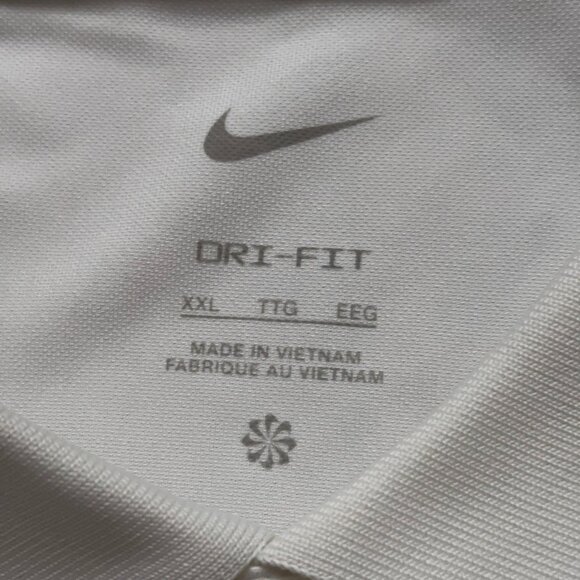 DRI-FIT
XXL TTG EEG
MADE IN VIETNAM
FABRIQUE AU VIETNAM